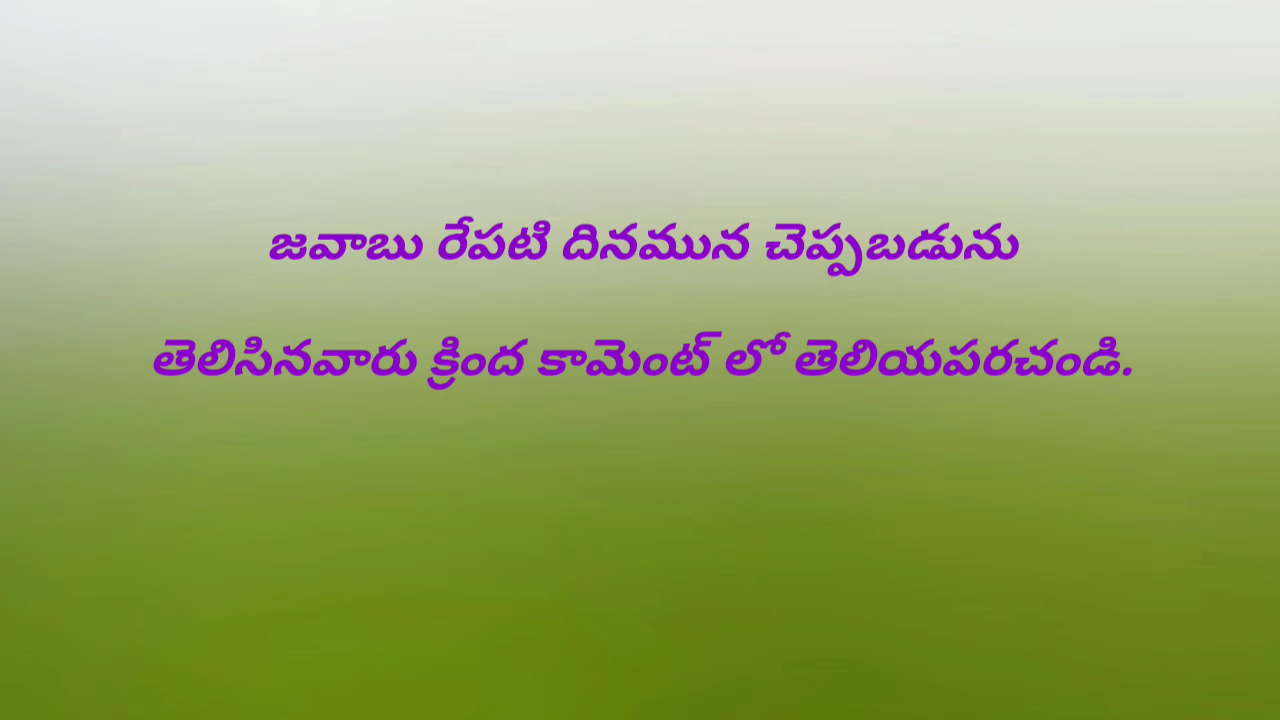 జవాబు రేపటి దినమున చెప్పబడును
తెలిసినవారు క్రింద కామెంట్ లో తెలియపరచండి.